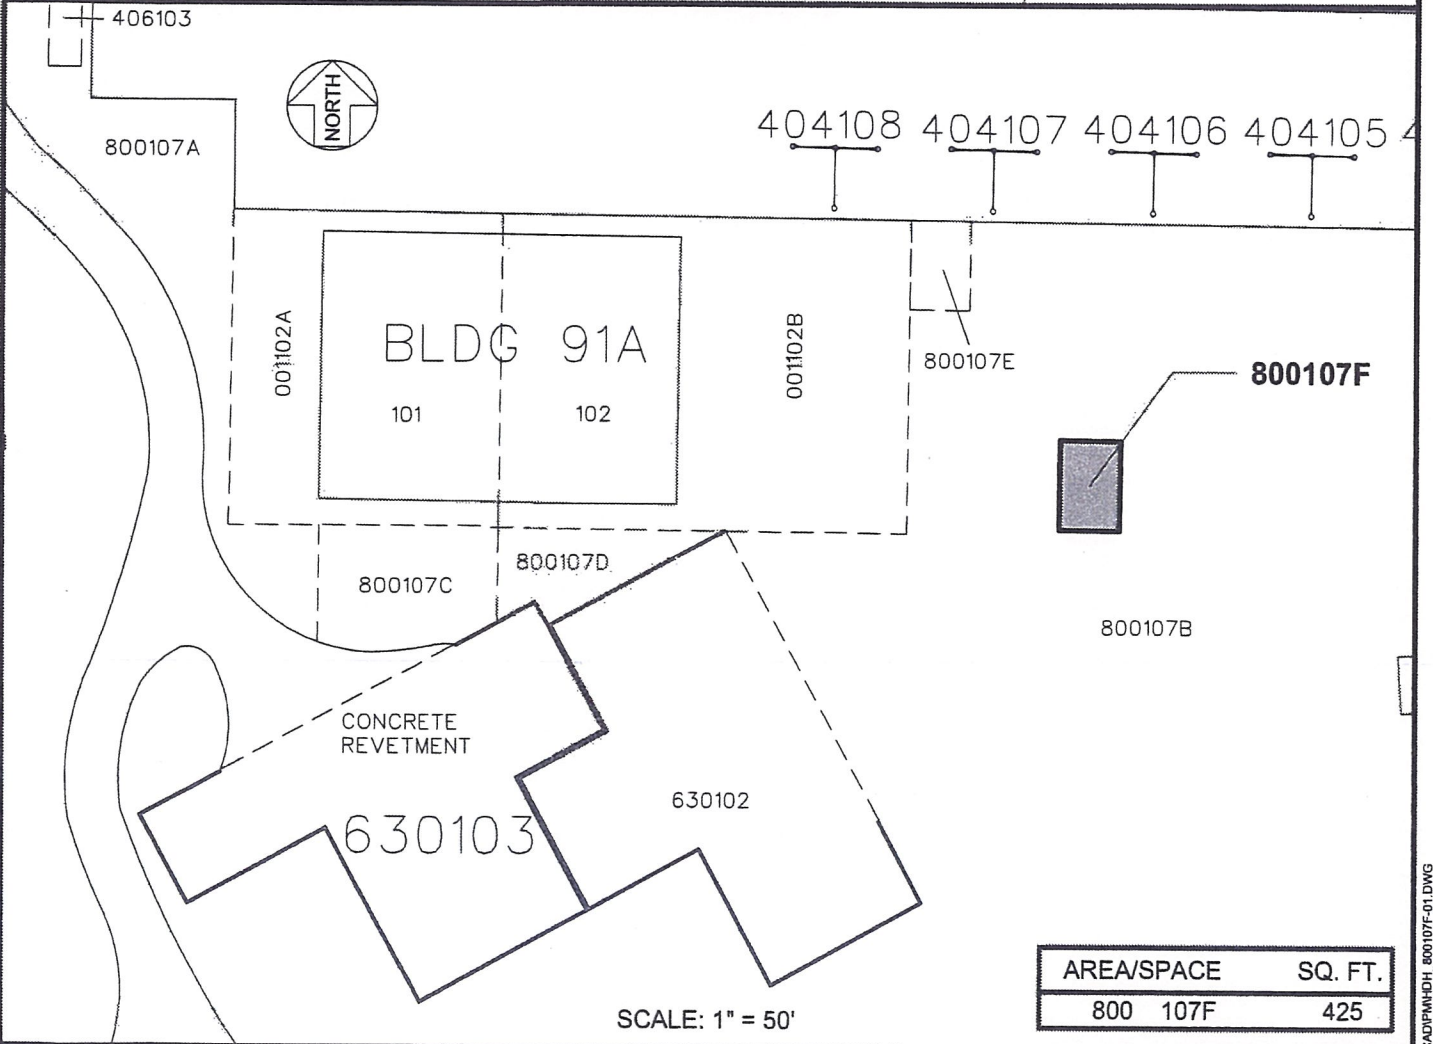 406103
NORTH
800107A
404108 404107 404106 404105
001102A
BLDG 91A
001102B
800107E
800107F
101
102
800107C
800107D
800107B
CONCRETE
REVETMENT
630103
630102
AREA/SPACE SQ. FT.
800 107F 425
SCALE: 1" = 50'
800107F-01.DWG